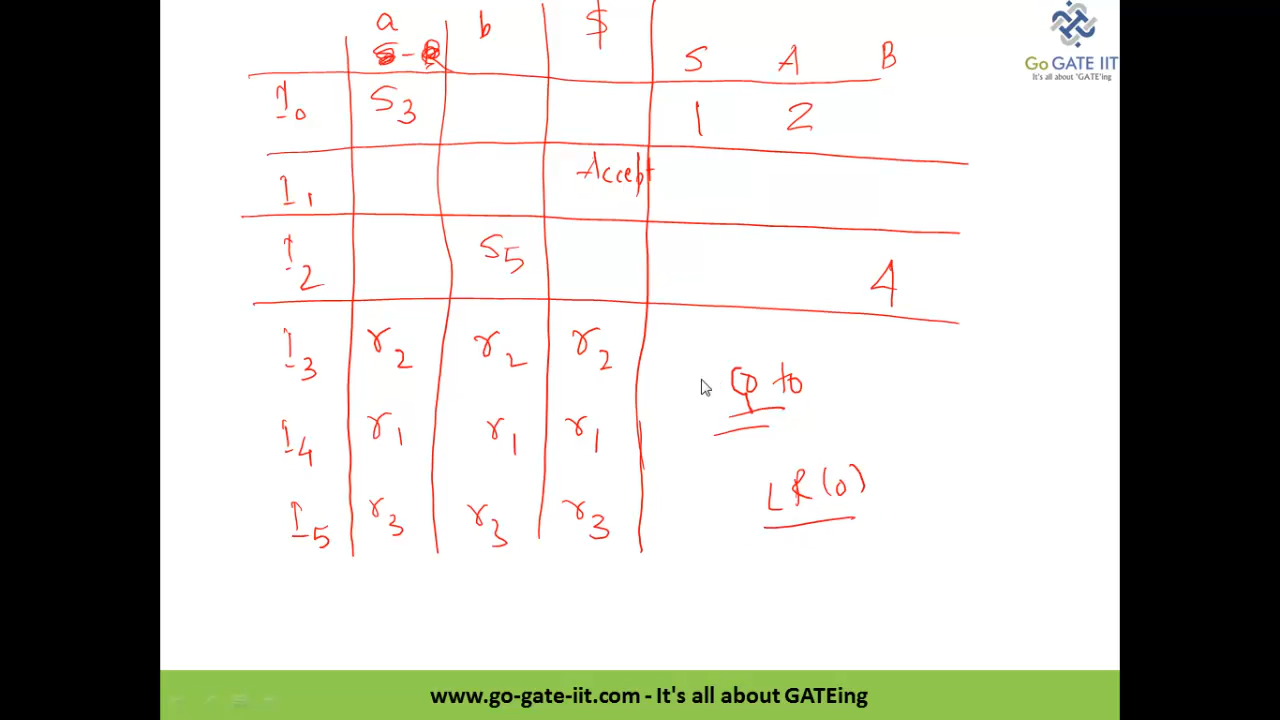 a b $
S A B
I0 S3 1 2
I1 Accept
I2 S5 4
I3 r2 r2 r2
I4 r1 r1 r1
I5 r3 r3 r3
to
LR(0)
Go GATE IIT
It's all about 'GATE'ing
www.go-gate-iit.com - It's all about GATEing